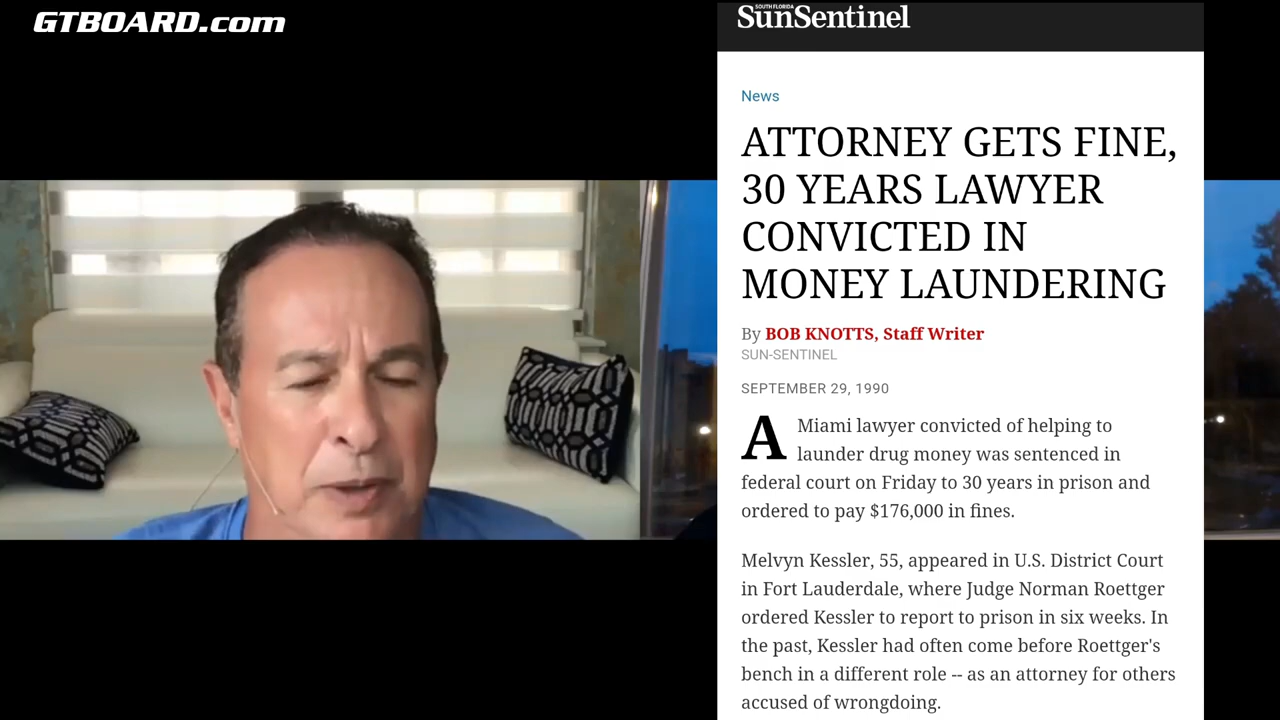 GTBOARD.com
SOUTH FLORIDA
SunSentinel
News
ATTORNEY GETS FINE,
30 YEARS LAWYER
CONVICTED IN
MONEY LAUNDERING
By BOB KNOTTS, Staff Writer
SUN-SENTINEL
SEPTEMBER 29, 1990
A Miami lawyer convicted of helping to
launder drug money was sentenced in
federal court on Friday to 30 years in prison and
ordered to pay $176,000 in fines.
Melvyn Kessler, 55, appeared in U.S. District Court
in Fort Lauderdale, where Judge Norman Roettger
ordered Kessler to report to prison in six weeks. In
the past, Kessler had often come before Roettger's
bench in a different role -- as an attorney for others
accused of wrongdoing.